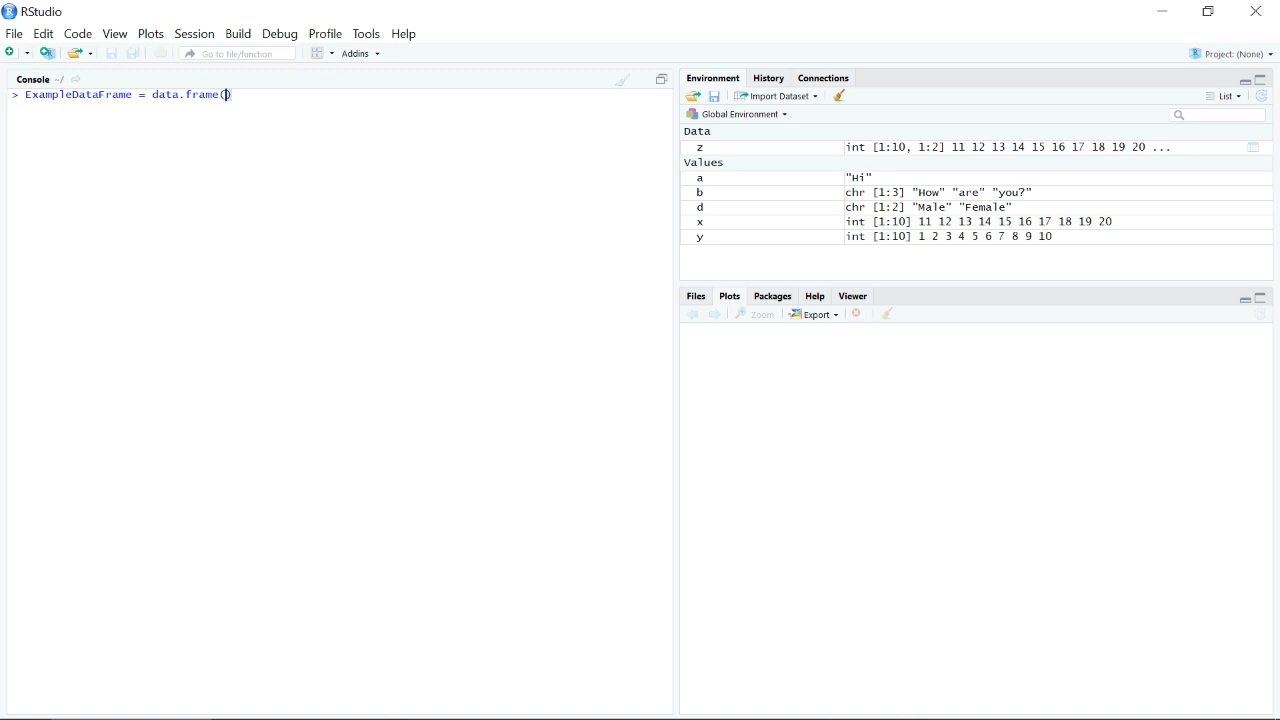 RStudio
File Edit Code View Plots Session Build Debug Profile Tools Help
Go to file/function Addins Project: (None)
Console ~/
> ExampleDataFrame = data.frame()
Environment History Connections
Import Dataset List
Global Environment
Data
z int [1:10, 1:2] 11 12 13 14 15 16 17 18 19 20 ...
Values
a "Hi"
b chr [1:3] "How" "are" "you?"
d chr [1:2] "Male" "Female"
x int [1:10] 11 12 13 14 15 16 17 18 19 20
y int [1:10] 1 2 3 4 5 6 7 8 9 10
Files Plots Packages Help Viewer
Zoom Export